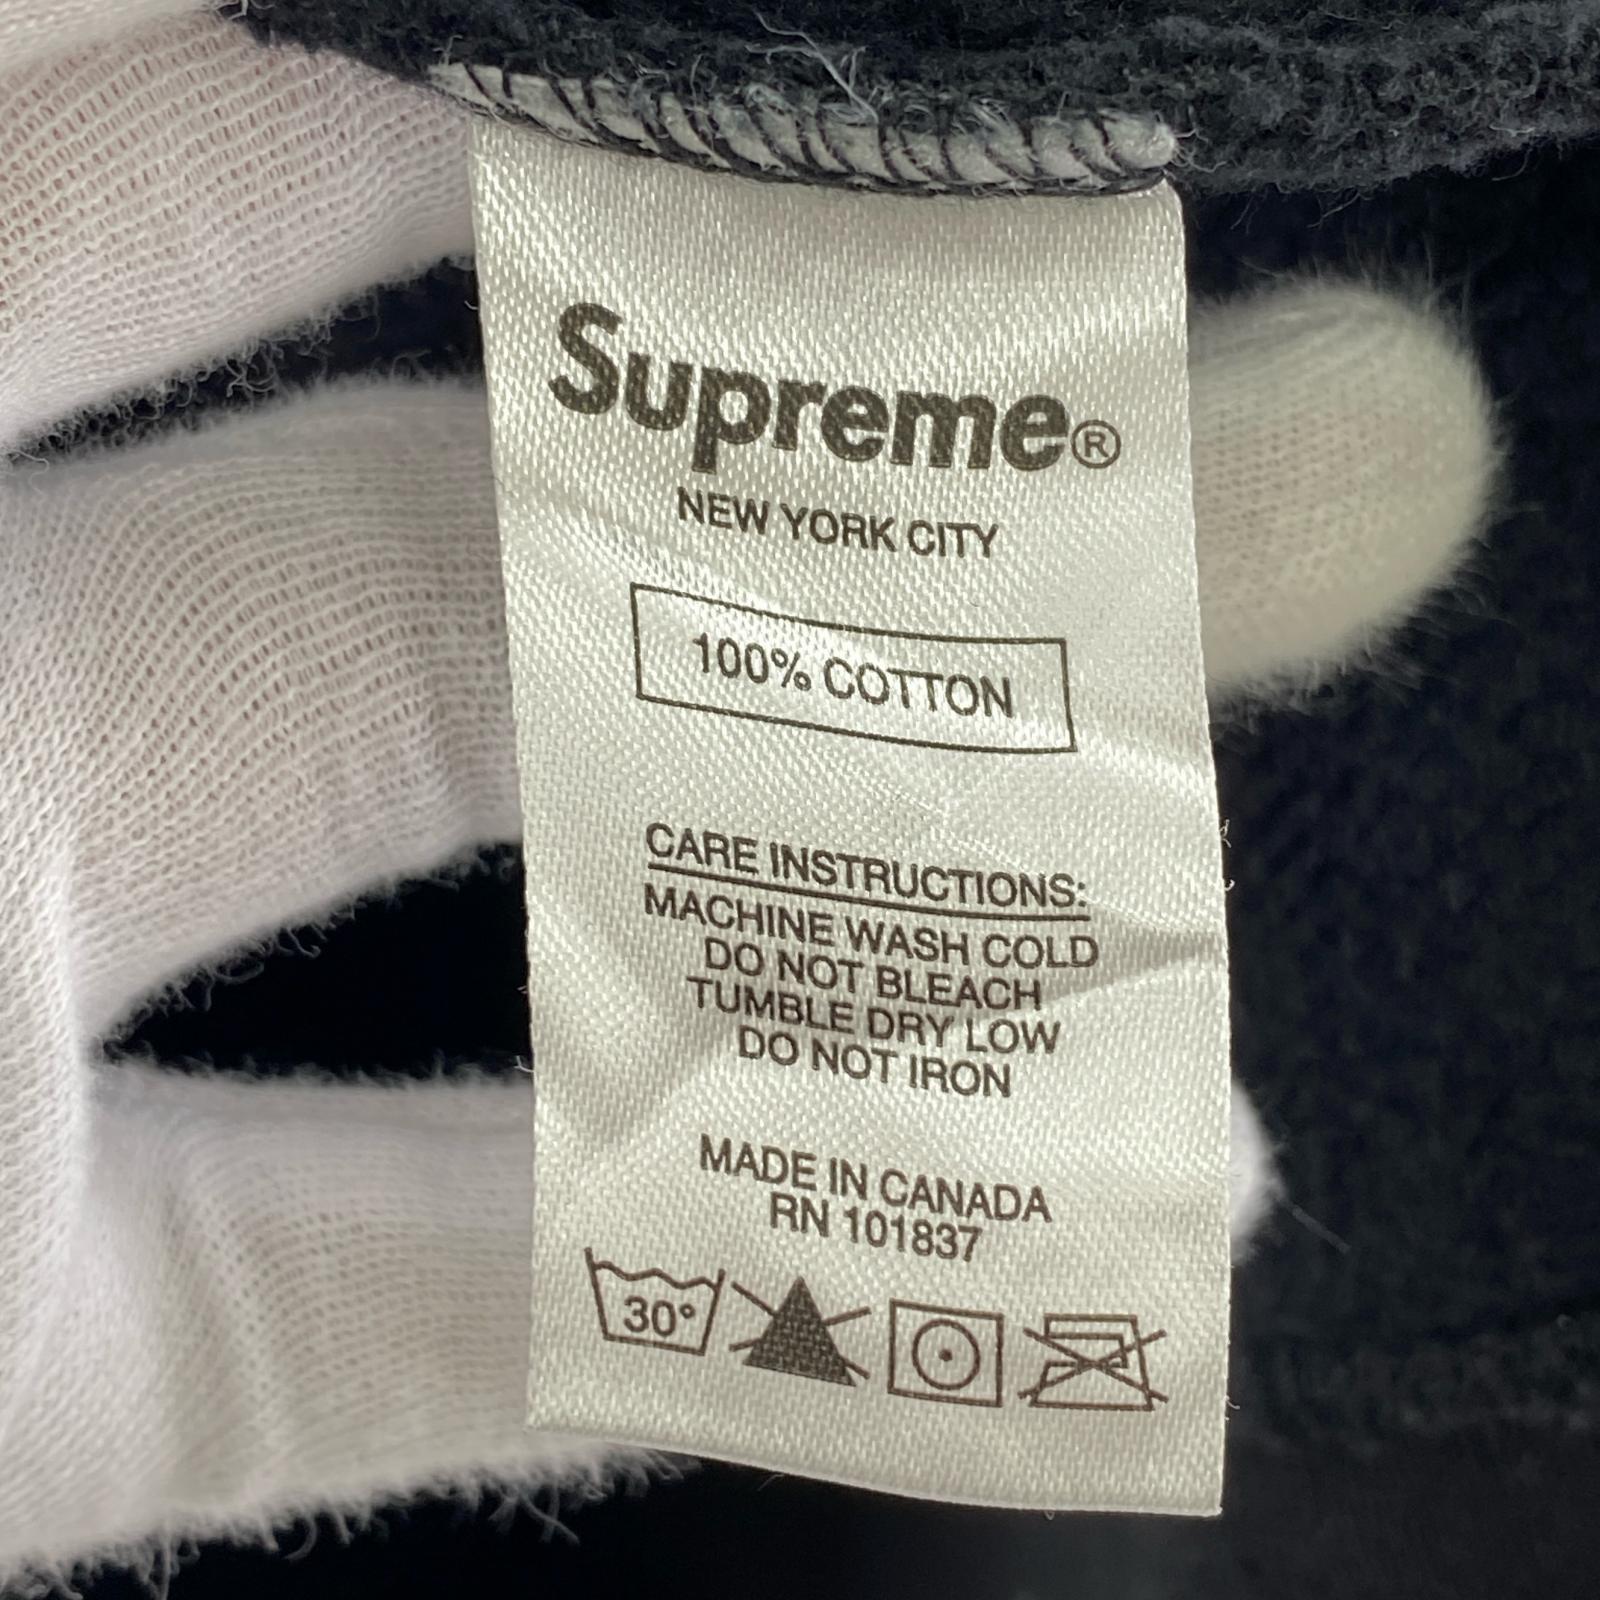 Supreme®
NEW YORK CITY
100% COTTON
CARE INSTRUCTIONS:
MACHINE WASH COLD
DO NOT BLEACH
TUMBLE DRY LOW
DO NOT IRON
MADE IN CANADA
RN 101837
30°